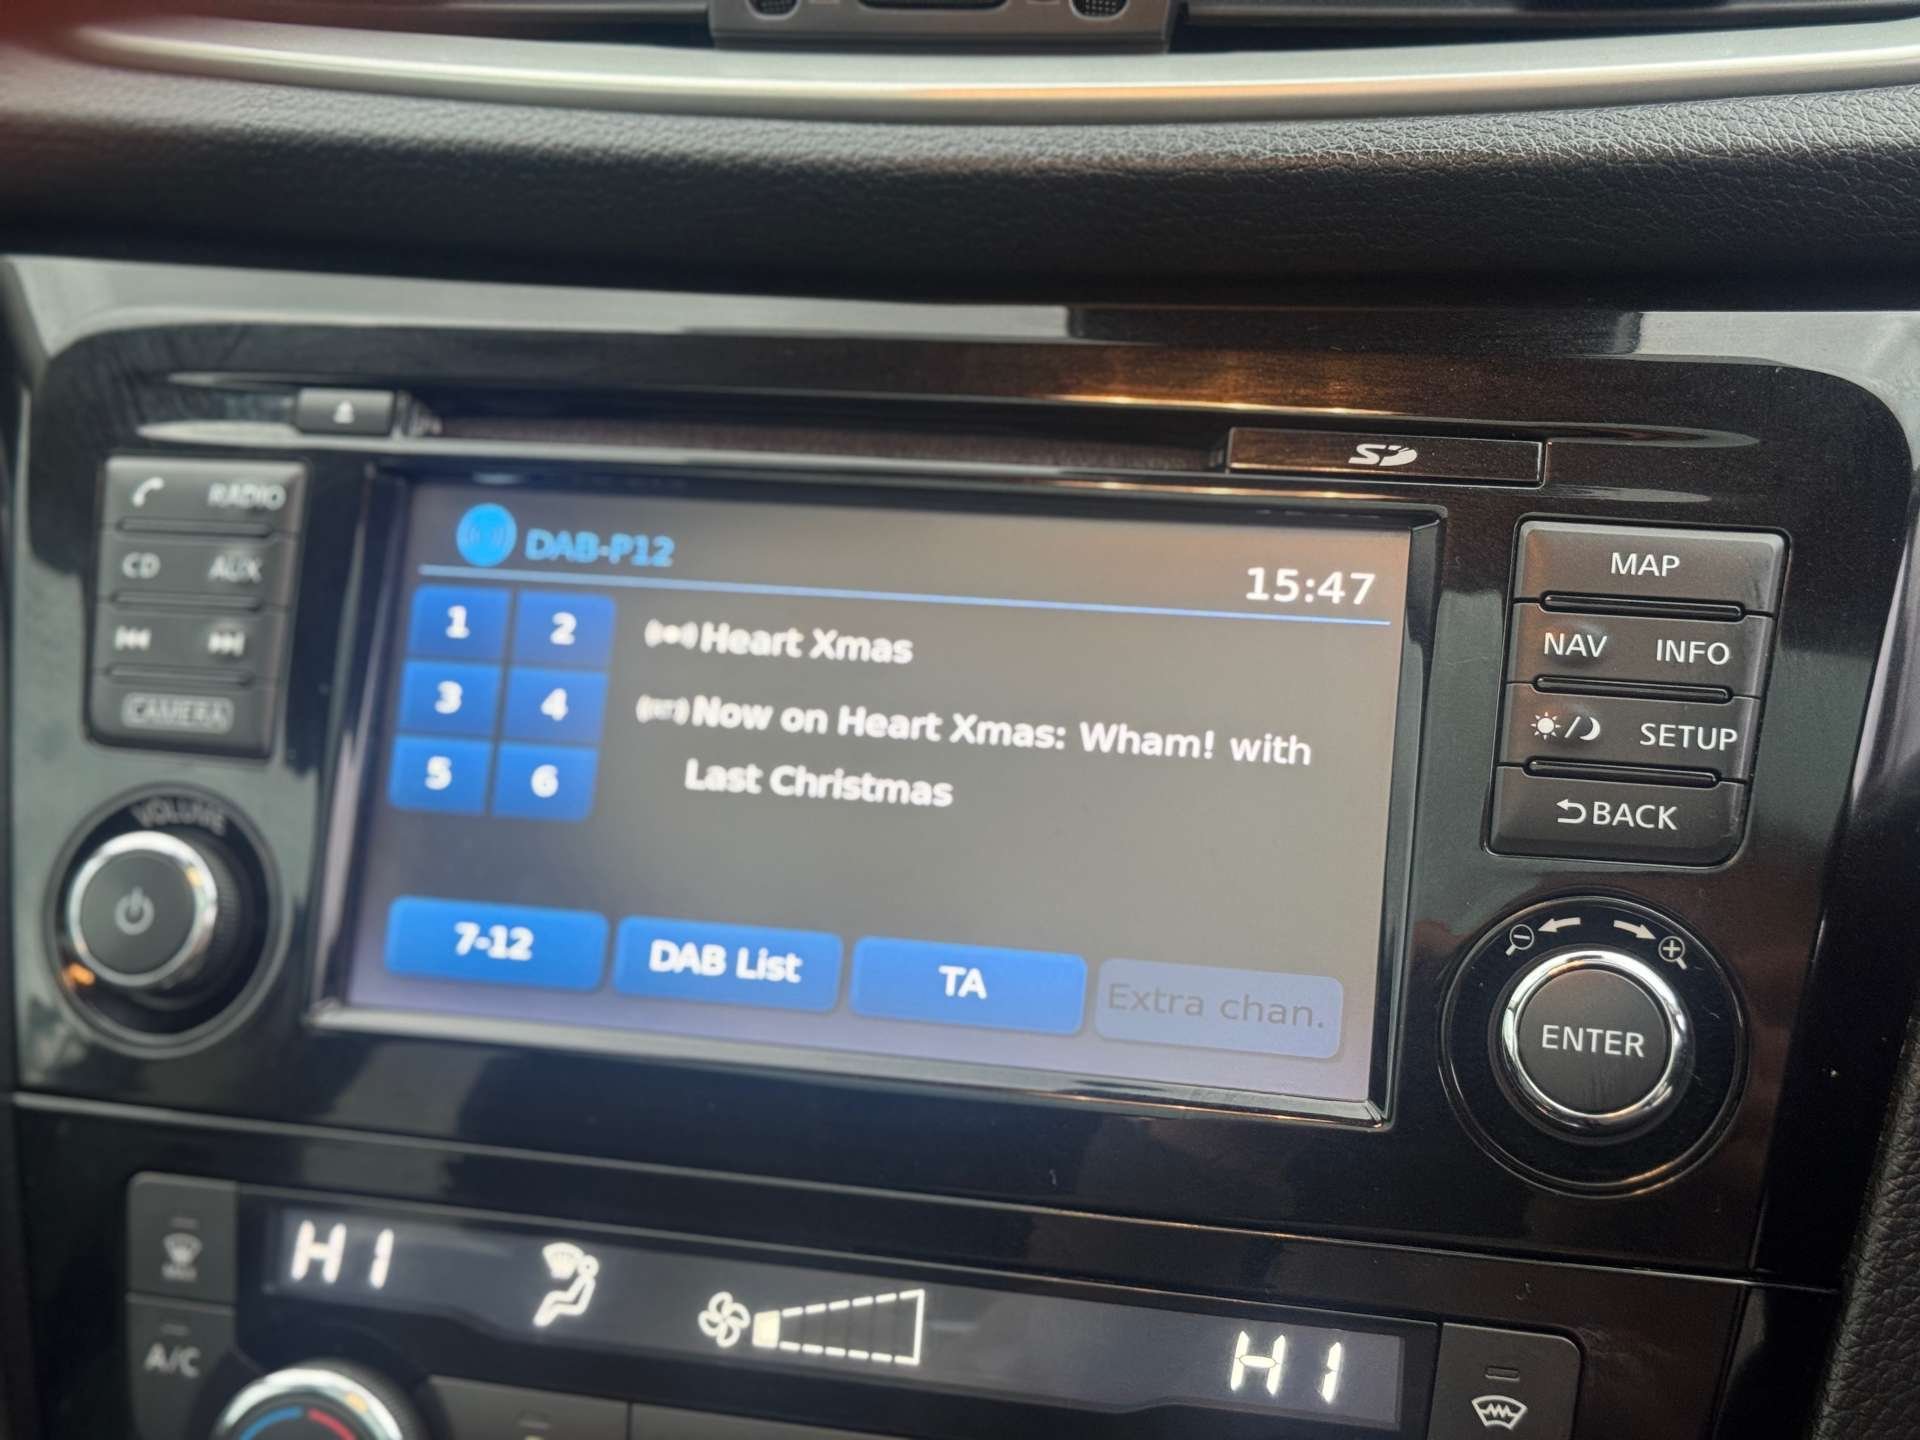 SD
RADIO
CD AUX
CAMERA
VOLUME
DAB-P12
15:47
1 2
3 4
5 6
Heart Xmas
Now on Heart Xmas: Wham! with
Last Christmas
7-12 DAB List TA Extra chan.
MAP
NAV INFO
SETUP
BACK
ENTER
HI HI
A/C